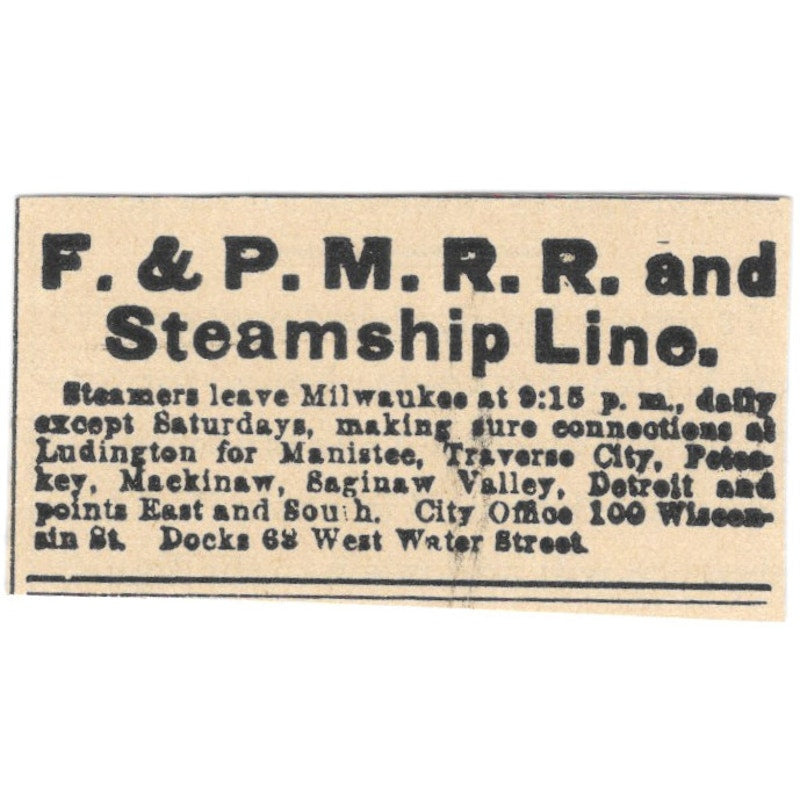 F. & P. M. R. R. and
Steamship Line.
Steamers leave Milwaukee at 9:15 p. m., daily
except Saturdays, making sure connections at
Ludington for Manistee, Traverse City, Petos-
key, Mackinaw, Saginaw Valley, Detroit and
points East and South. City Office 100 Wiscon-
sin St. Docks 68 West Water Street.